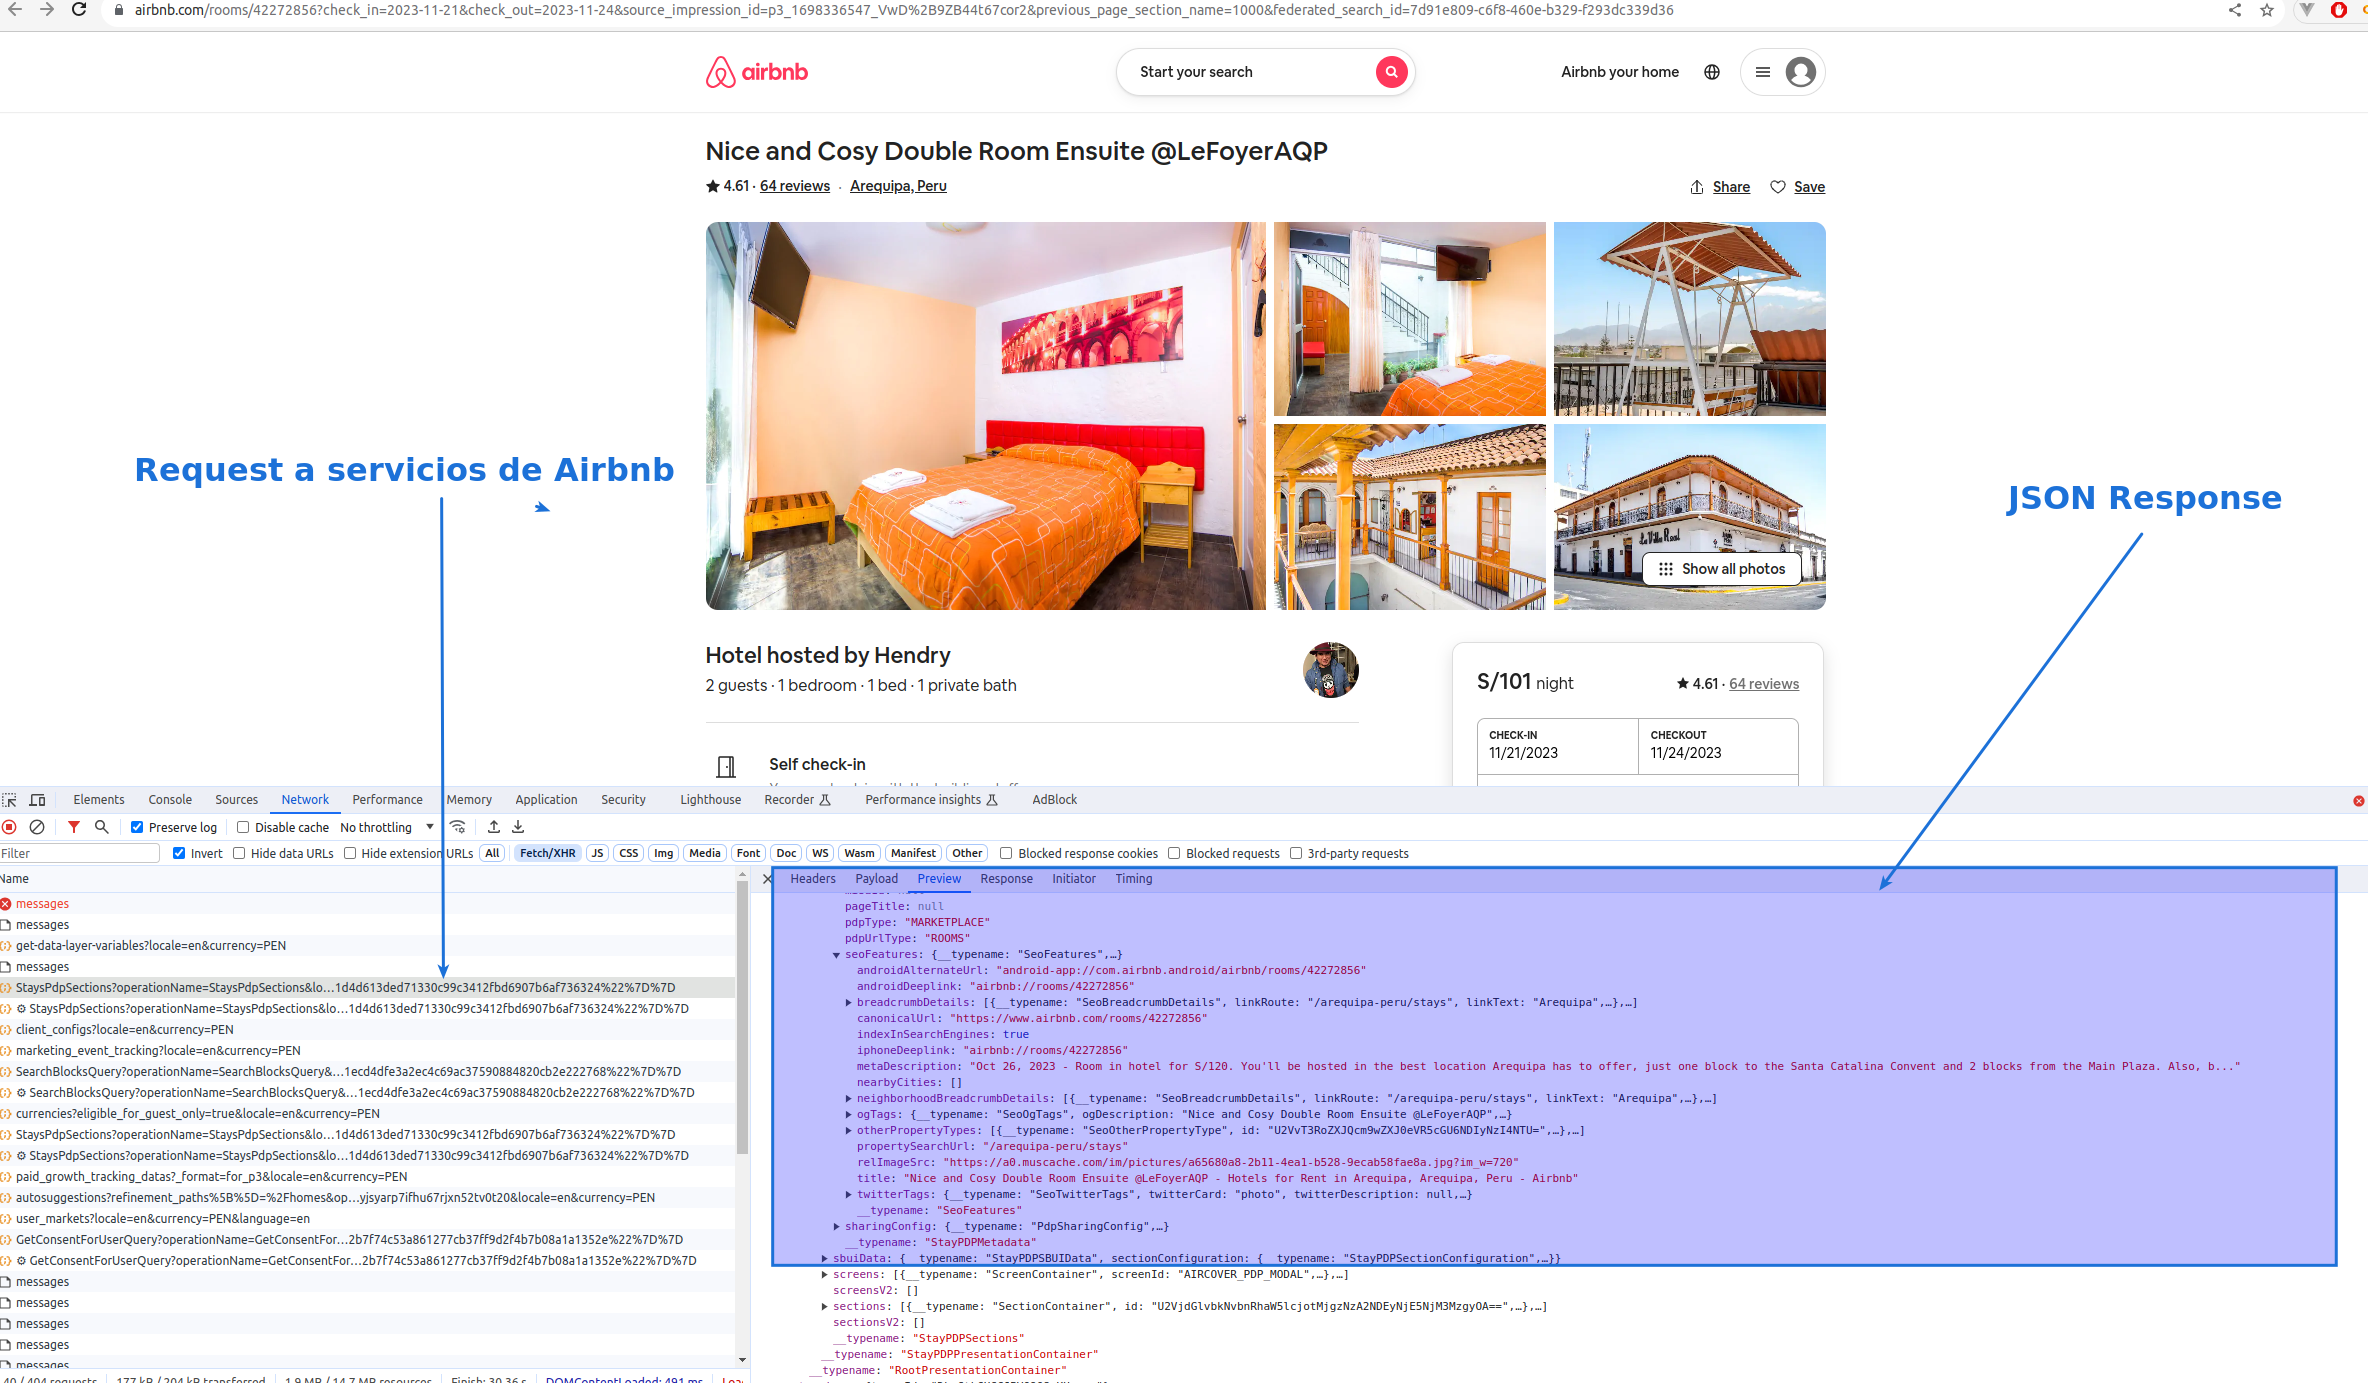 airbnb.com/rooms/42272856?check_in=2023-11-21&check_out=2023-11-24&source_impression_id=p3_1698336547_VwD%2B9ZB44t67cor2&previous_page_section_name=1000&federated_search_id=7d91e809-c6f8-460e-b329-f293dc339d36
airbnb
Start your search
Airbnb your home
Nice and Cosy Double Room Ensuite @LeFoyerAQP
4.61 · 64 reviews · Arequipa, Peru
Share Save
Request a servicios de Airbnb
JSON Response
Show all photos
Hotel hosted by Hendry
2 guests · 1 bedroom · 1 bed · 1 private bath
S/101 night
4.61 · 64 reviews
CHECK-IN
11/21/2023
CHECKOUT
11/24/2023
Self check-in
Elements Console Sources Network Performance Memory Application Security Lighthouse Recorder Performance insights AdBlock
Preserve log Disable cache No throttling
Filter Invert Hide data URLs Hide extension URLs All Fetch/XHR JS CSS Img Media Font Doc WS Wasm Manifest Other Blocked response cookies Blocked requests 3rd-party requests
Name
messages
messages
get-data-layer-variables?locale=en&currency=PEN
messages
StaysPdpSections?operationName=StaysPdpSections&lo…1d4d613ded71330c99c3412fbd6907b6af736324%22%7D%7D
StaysPdpSections?operationName=StaysPdpSections&lo…1d4d613ded71330c99c3412fbd6907b6af736324%22%7D%7D
client_configs?locale=en&currency=PEN
marketing_event_tracking?locale=en&currency=PEN
SearchBlocksQuery?operationName=SearchBlocksQuery&…1ecd4dfe3a2ec4c69ac37590884820cb2e222768%22%7D%7D
SearchBlocksQuery?operationName=SearchBlocksQuery&…1ecd4dfe3a2ec4c69ac37590884820cb2e222768%22%7D%7D
currencies?eligible_for_guest_only=true&locale=en&currency=PEN
StaysPdpSections?operationName=StaysPdpSections&lo…1d4d613ded71330c99c3412fbd6907b6af736324%22%7D%7D
StaysPdpSections?operationName=StaysPdpSections&lo…1d4d613ded71330c99c3412fbd6907b6af736324%22%7D%7D
paid_growth_tracking_datas?_format=for_p3&locale=en&currency=PEN
autosuggestions?refinement_paths%5B%5D=%2Fhomes&op…yjsyarp7ifhu67rjxn52tv0t20&locale=en&currency=PEN
user_markets?locale=en&currency=PEN&language=en
GetConsentForUserQuery?operationName=GetConsentFor…2b7f74c53a861277cb37ff9d2f4b7b08a1a1352e%22%7D%7D
GetConsentForUserQuery?operationName=GetConsentFor…2b7f74c53a861277cb37ff9d2f4b7b08a1a1352e%22%7D%7D
messages
messages
messages
messages
messages
40 / 404 requests 177 kB / 204 kB transferred 1.9 MB / 14.7 MB resources Finish: 30.36 s DOMContentLoaded: 491 ms
Headers Payload Preview Response Initiator Timing
pageTitle: null
pdpType: "MARKETPLACE"
pdpUrlType: "ROOMS"
seoFeatures: {__typename: "SeoFeatures",…}
androidAlternateUrl: "android-app://com.airbnb.android/airbnb/rooms/42272856"
androidDeeplink: "airbnb://rooms/42272856"
breadcrumbDetails: [{__typename: "SeoBreadcrumbDetails", linkRoute: "/arequipa-peru/stays", linkText: "Arequipa",…},…]
canonicalUrl: "https://www.airbnb.com/rooms/42272856"
indexInSearchEngines: true
iphoneDeeplink: "airbnb://rooms/42272856"
metaDescription: "Oct 26, 2023 - Room in hotel for S/120. You'll be hosted in the best location Arequipa has to offer, just one block to the Santa Catalina Convent and 2 blocks from the Main Plaza. Also, b..."
nearbyCities: []
neighborhoodBreadcrumbDetails: [{__typename: "SeoBreadcrumbDetails", linkRoute: "/arequipa-peru/stays", linkText: "Arequipa",…},…]
ogTags: {__typename: "SeoOgTags", ogDescription: "Nice and Cosy Double Room Ensuite @LeFoyerAQP",…}
otherPropertyTypes: [{__typename: "SeoOtherPropertyType", id: "U2VvT3RoZXJQcm9wZXJ0eVR5cGU6NDIyNzI4NTU=",…},…]
propertySearchUrl: "/arequipa-peru/stays"
relImageSrc: "https://a0.muscache.com/im/pictures/a65680a8-2b11-4ea1-b528-9ecab58fae8a.jpg?im_w=720"
title: "Nice and Cosy Double Room Ensuite @LeFoyerAQP - Hotels for Rent in Arequipa, Arequipa, Peru - Airbnb"
twitterTags: {__typename: "SeoTwitterTags", twitterCard: "photo", twitterDescription: null,…}
__typename: "SeoFeatures"
sharingConfig: {__typename: "PdpSharingConfig",…}
__typename: "StayPDPMetadata"
sbuiData: {__typename: "StayPDPSBUIData", sectionConfiguration: {__typename: "StayPDPSectionConfiguration",…}}
screens: [{__typename: "ScreenContainer", screenId: "AIRCOVER_PDP_MODAL",…},…]
screensV2: []
sections: [{__typename: "SectionContainer", id: "U2VjdGlvbkNvbnRhaW5lcjotMjgzNzA2NDEyNjE5NjM3MzgyOA==",…},…]
sectionsV2: []
__typename: "StayPDPSections"
__typename: "StayPDPPresentationContainer"
__typename: "RootPresentationContainer"